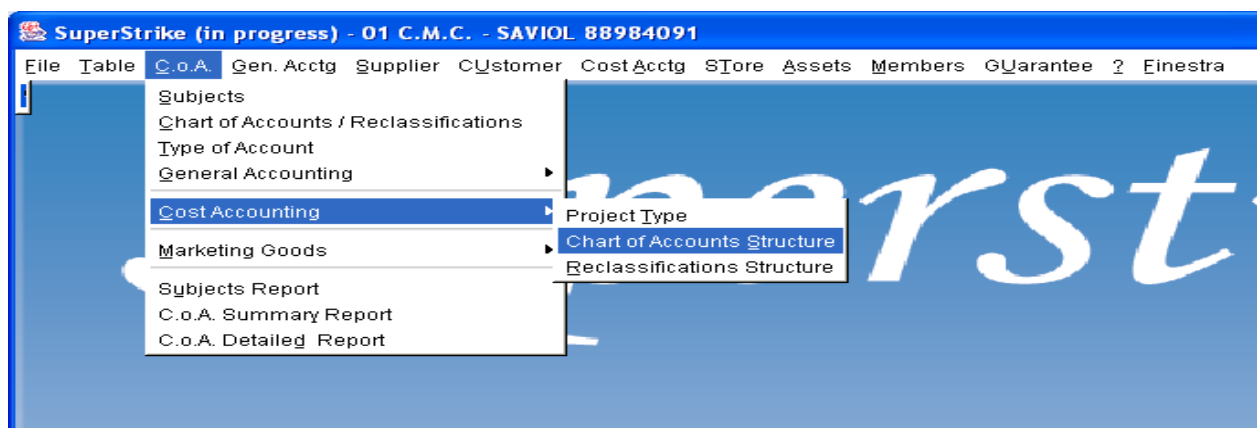 SuperStrike (in progress) - 01 C.M.C. - SAVIOL 88984091
File Table C.o.A. Gen. Acctg Supplier CUstomer Cost Acctg STore Assets Members GUarantee ? Finestra
Subjects
Chart of Accounts / Reclassifications
Type of Account
General Accounting
Cost Accounting
Project Type
Chart of Accounts Structure
Reclassifications Structure
Marketing Goods
Subjects Report
C.o.A. Summary Report
C.o.A. Detailed Report